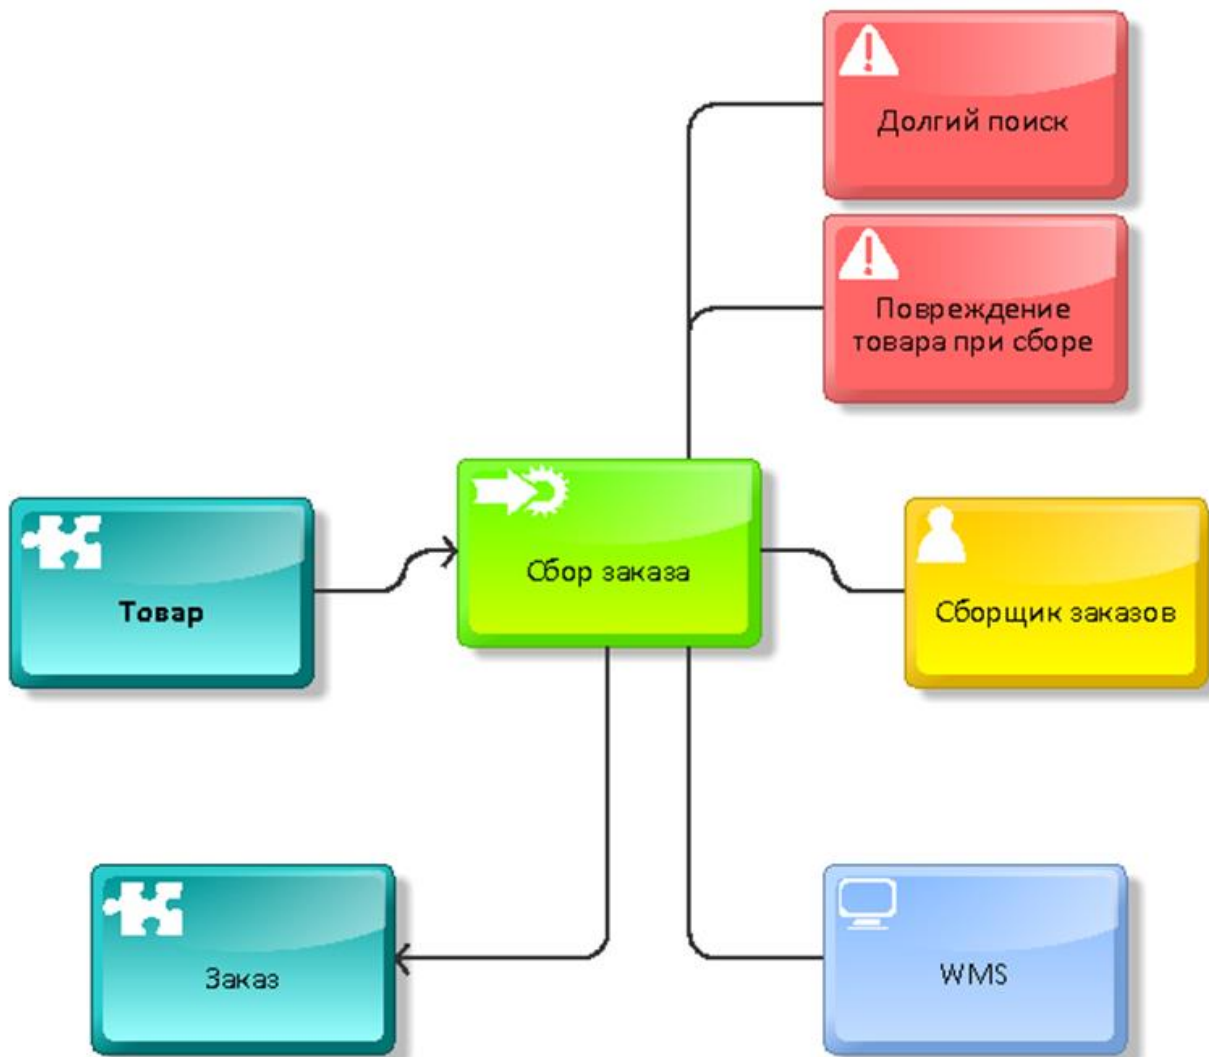 Долгий поиск
Повреждение
товара при сборе
Сбор заказа
Товар
Сборщик заказов
Заказ
WMS